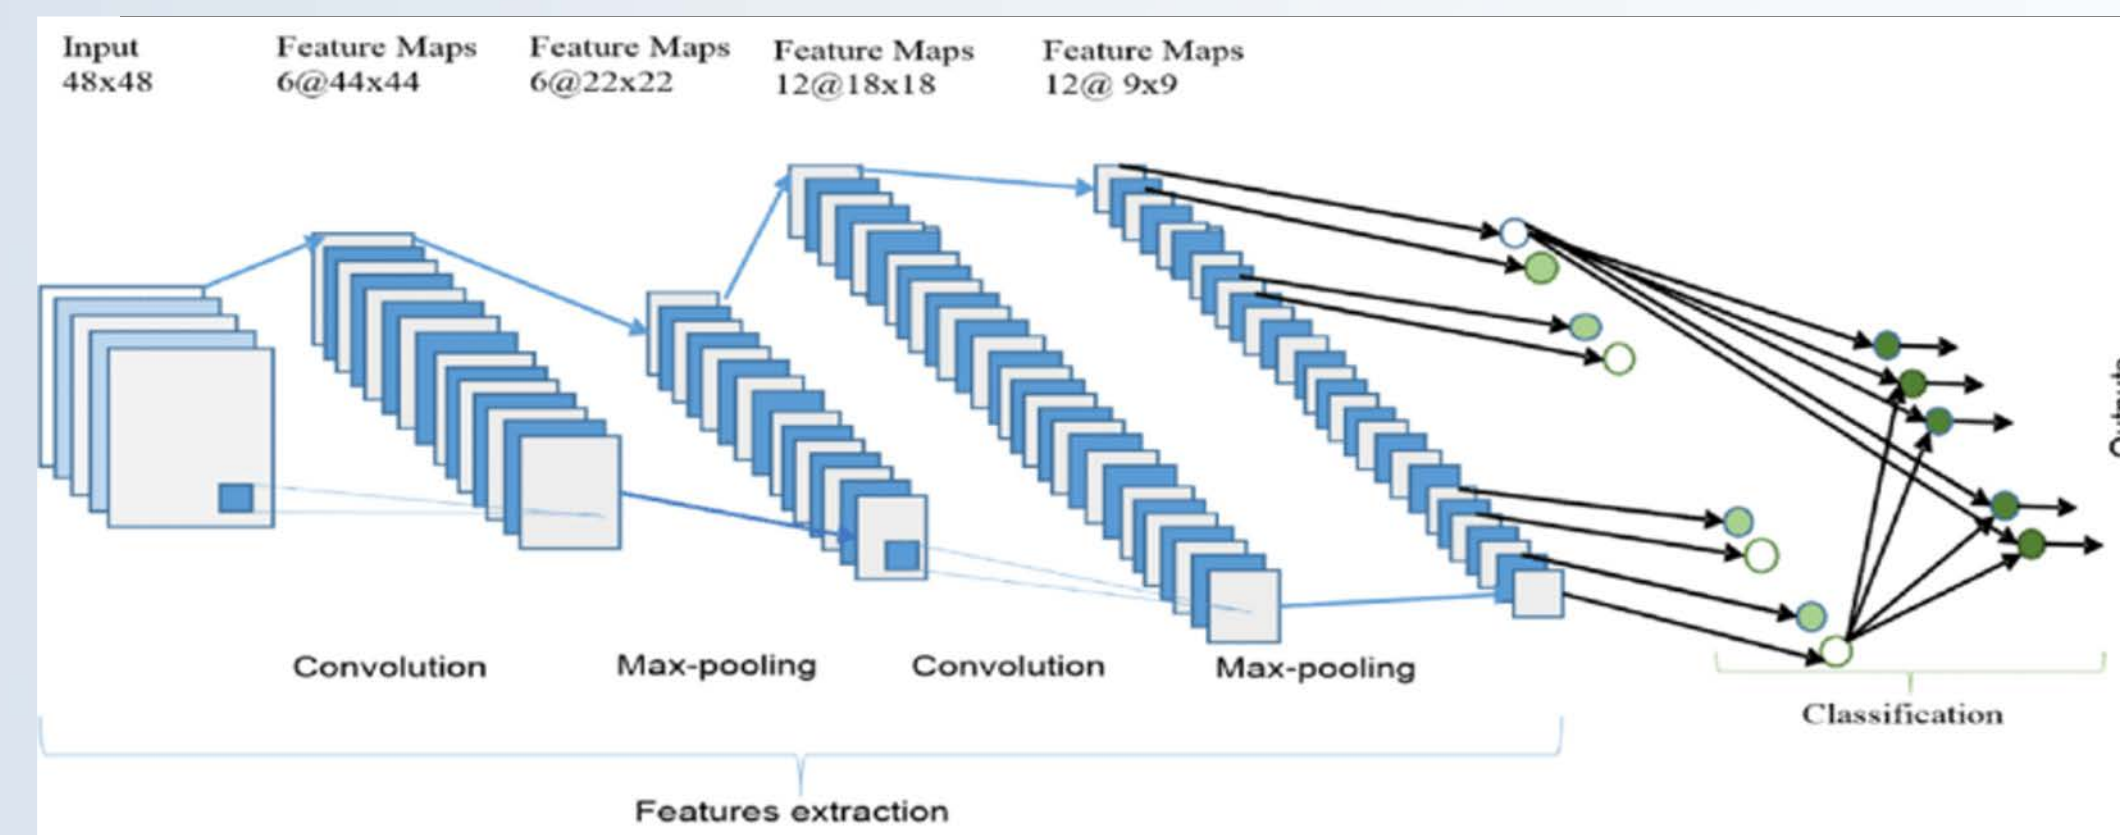 Input
48x48
Feature Maps
6@44x44
Feature Maps
6@22x22
Feature Maps
12@18x18
Feature Maps
12@ 9x9
Convolution
Max-pooling
Convolution
Max-pooling
Classification
Features extraction